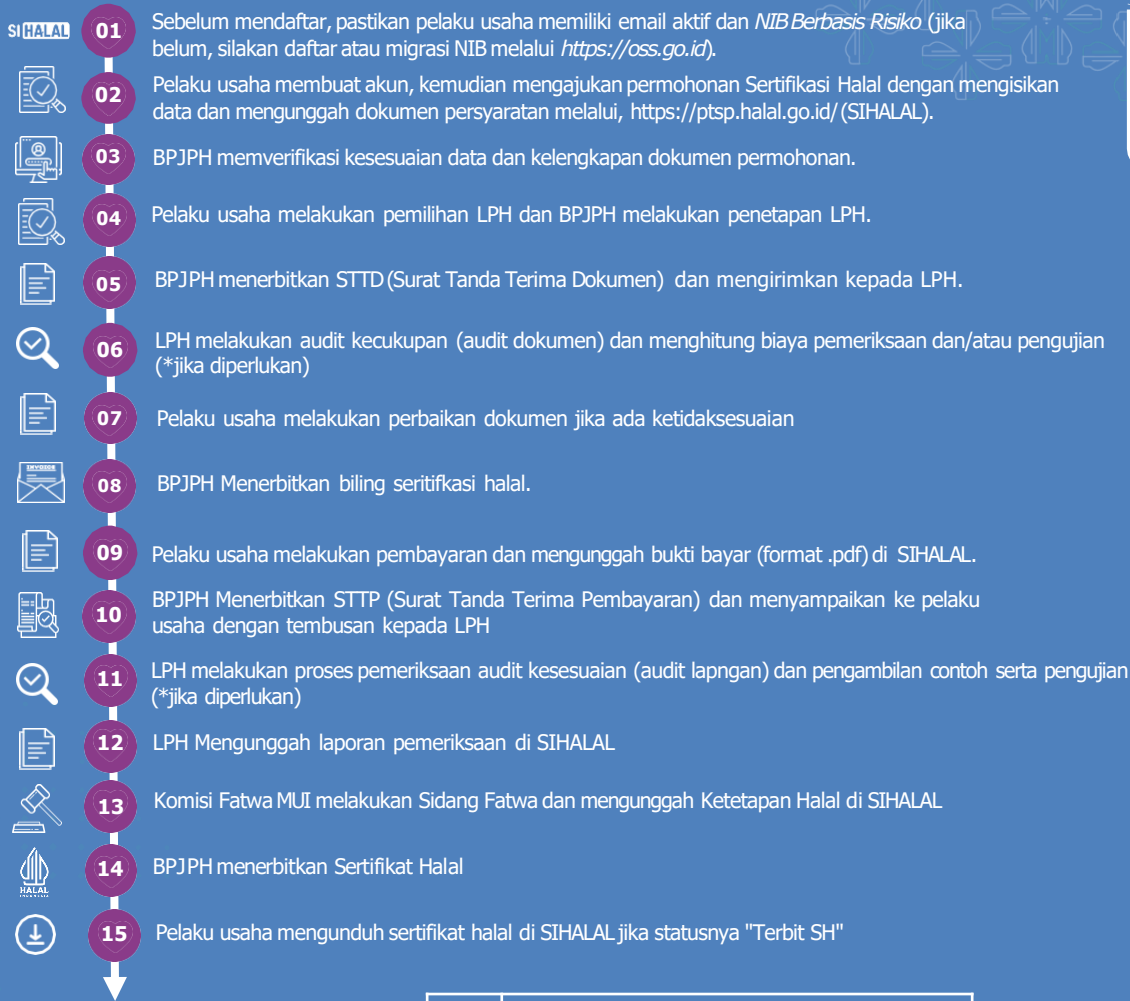 SIHALAL
01
Sebelum mendaftar, pastikan pelaku usaha memiliki email aktif dan NIB Berbasis Risiko (jika
belum, silakan daftar atau migrasi NIB melalui https://oss.go.id).
02
Pelaku usaha membuat akun, kemudian mengajukan permohonan Sertifikasi Halal dengan mengisikan
data dan mengunggah dokumen persyaratan melalui, https://ptsp.halal.go.id/ (SIHALAL).
03
BPJPH memverifikasi kesesuaian data dan kelengkapan dokumen permohonan.
04
Pelaku usaha melakukan pemilihan LPH dan BPJPH melakukan penetapan LPH.
05
BPJPH menerbitkan STTD (Surat Tanda Terima Dokumen) dan mengirimkan kepada LPH.
06
LPH melakukan audit kecukupan (audit dokumen) dan menghitung biaya pemeriksaan dan/atau pengujian
(*jika diperlukan)
07
Pelaku usaha melakukan perbaikan dokumen jika ada ketidaksesuaian
INVOICE
08
BPJPH Menerbitkan biling seritifkasi halal.
09
Pelaku usaha melakukan pembayaran dan mengunggah bukti bayar (format .pdf) di SIHALAL.
10
BPJPH Menerbitkan STTP (Surat Tanda Terima Pembayaran) dan menyampaikan ke pelaku
usaha dengan tembusan kepada LPH
11
LPH melakukan proses pemeriksaan audit kesesuaian (audit lapngan) dan pengambilan contoh serta pengujian
(*jika diperlukan)
12
LPH Mengunggah laporan pemeriksaan di SIHALAL
13
Komisi Fatwa MUI melakukan Sidang Fatwa dan mengunggah Ketetapan Halal di SIHALAL
HALAL
INDONESIA
14
BPJPH menerbitkan Sertifikat Halal
15
Pelaku usaha mengunduh sertifikat halal di SIHALAL jika statusnya "Terbit SH"